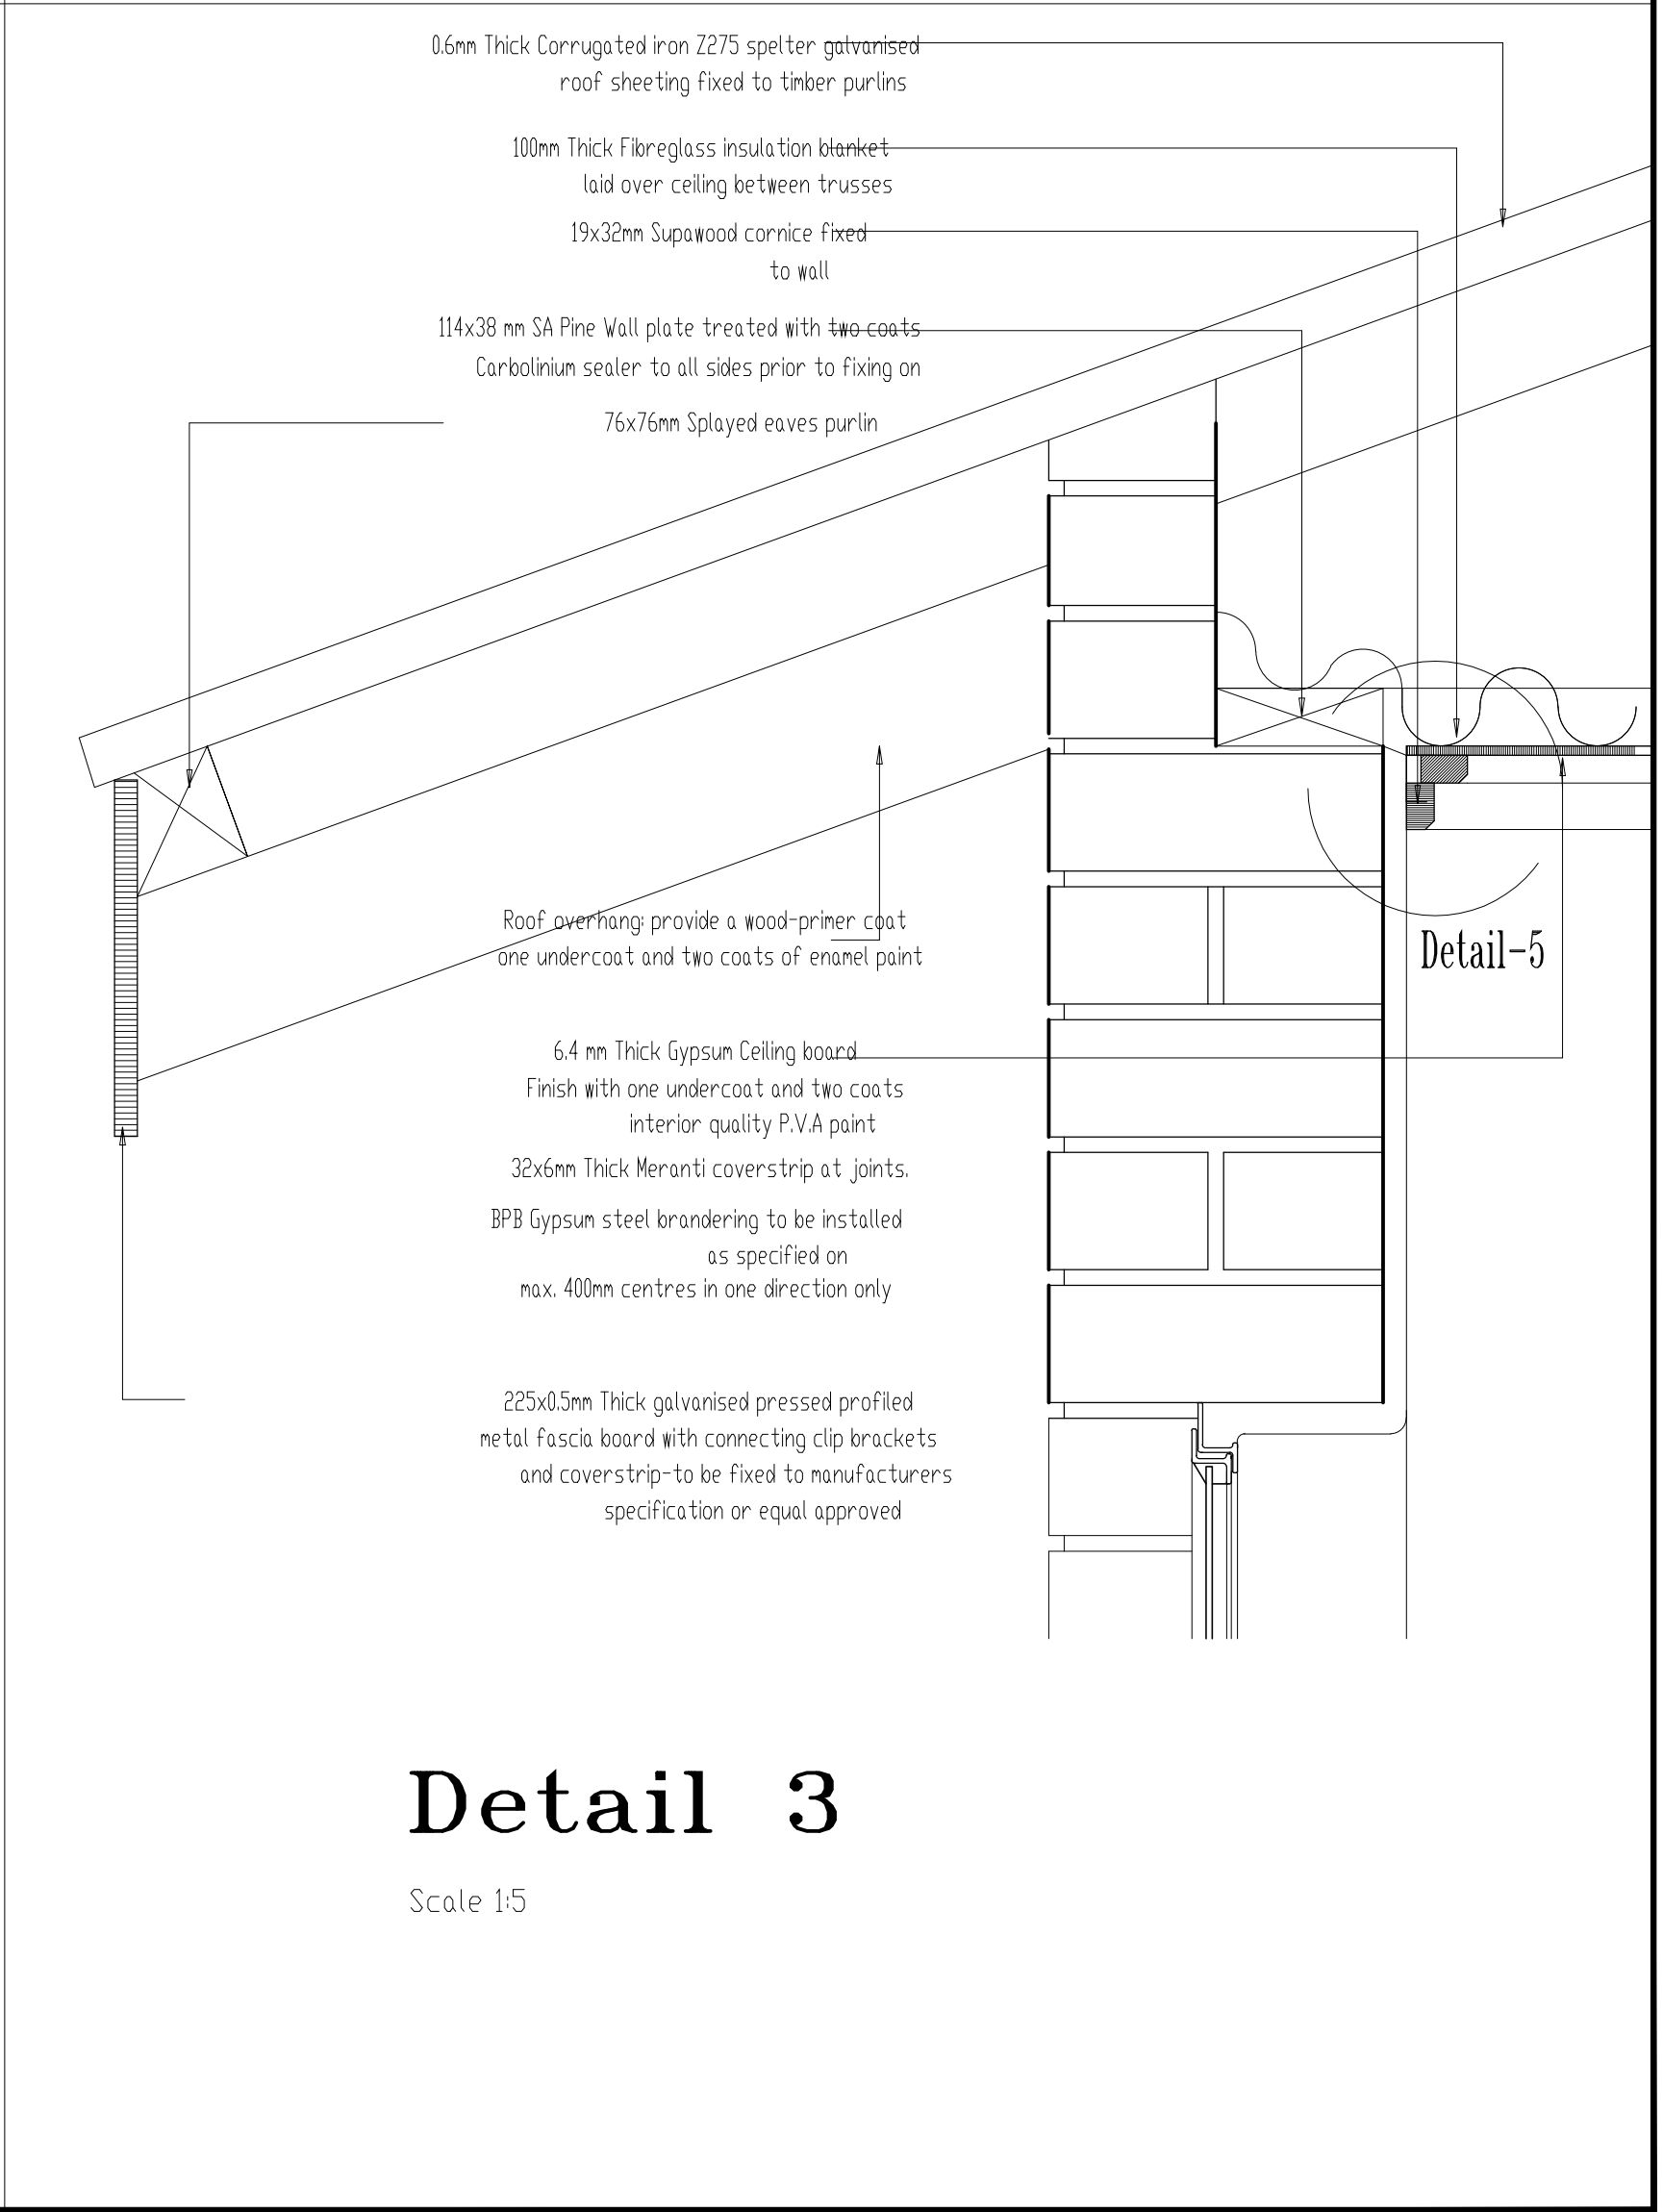 0.6mm Thick Corrugated iron Z275 spelter galvanised
roof sheeting fixed to timber purlins
100mm Thick Fibreglass insulation blanket
laid over ceiling between trusses
19x32mm Supawood cornice fixed
to wall
114x38 mm SA Pine Wall plate treated with two coats
Carbolinium sealer to all sides prior to fixing on
76x76mm Splayed eaves purlin
Roof overhang: provide a wood-primer coat
one undercoat and two coats of enamel paint
Detail-5
6.4 mm Thick Gypsum Ceiling board
Finish with one undercoat and two coats
interior quality P.V.A paint
32x6mm Thick Meranti coverstrip at joints.
BPB Gypsum steel brandering to be installed
as specified on
max. 400mm centres in one direction only
225x0.5mm Thick galvanised pressed profiled
metal fascia board with connecting clip brackets
and coverstrip-to be fixed to manufacturers
specification or equal approved
Detail 3
Scale 1:5